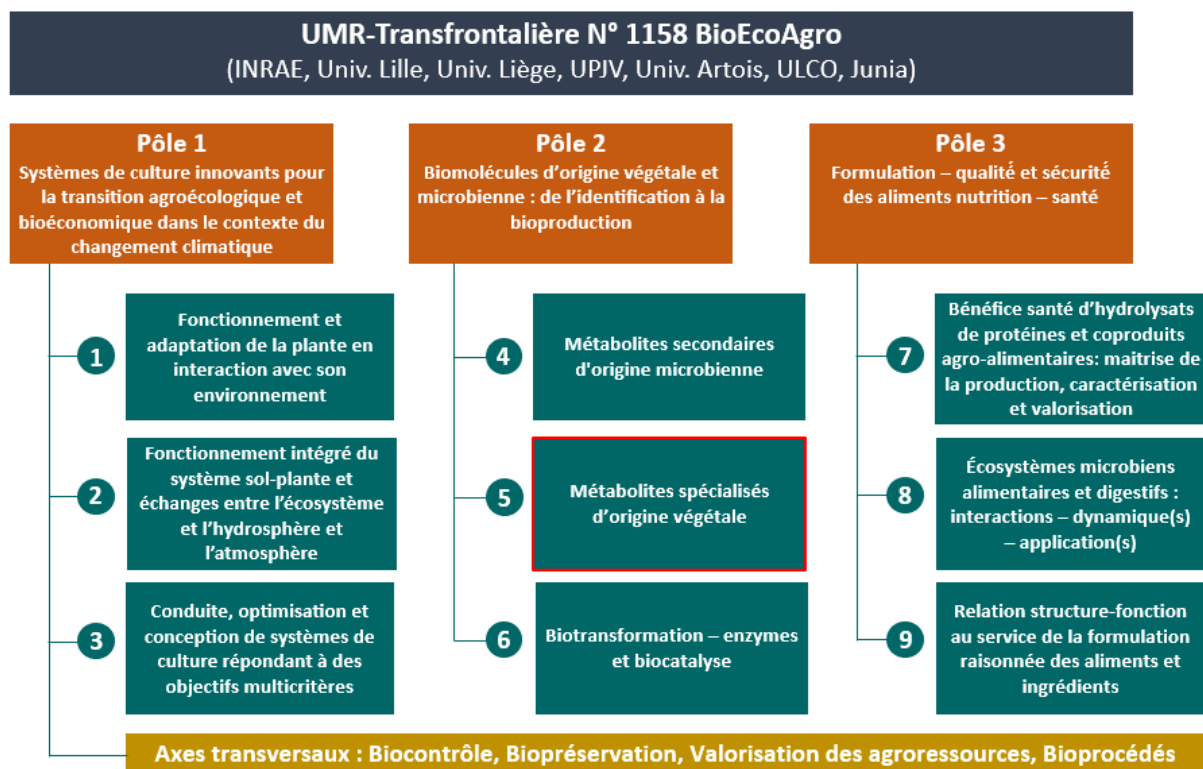 UMR-Transfrontalière N° 1158 BioEcoAgro
(INRAE, Univ. Lille, Univ. Liège, UPJV, Univ. Artois, ULCO, Junia)
Pôle 1
Systèmes de culture innovants pour
la transition agroécologique et
bioéconomique dans le contexte du
changement climatique
1
Fonctionnement et
adaptation de la plante en
interaction avec son
environnement
2
Fonctionnement intégré du
système sol-plante et
échanges entre l’écosystème
et l’hydrosphère et
l’atmosphère
3
Conduite, optimisation et
conception de systèmes de
culture répondant à des
objectifs multicritères
Pôle 2
Biomolécules d’origine végétale et
microbienne : de l’identification à la
bioproduction
4
Métabolites secondaires
d'origine microbienne
5
Métabolites spécialisés
d’origine végétale
6
Biotransformation – enzymes
et biocatalyse
Pôle 3
Formulation – qualité et sécurité
des aliments nutrition – santé
7
Bénéfice santé d’hydrolysats
de protéines et coproduits
agro-alimentaires: maitrise de
la production, caractérisation
et valorisation
8
Écosystèmes microbiens
alimentaires et digestifs :
interactions – dynamique(s)
– application(s)
9
Relation structure-fonction
au service de la formulation
raisonnée des aliments et
ingrédients
Axes transversaux : Biocontrôle, Biopréservation, Valorisation des agroressources, Bioprocédés